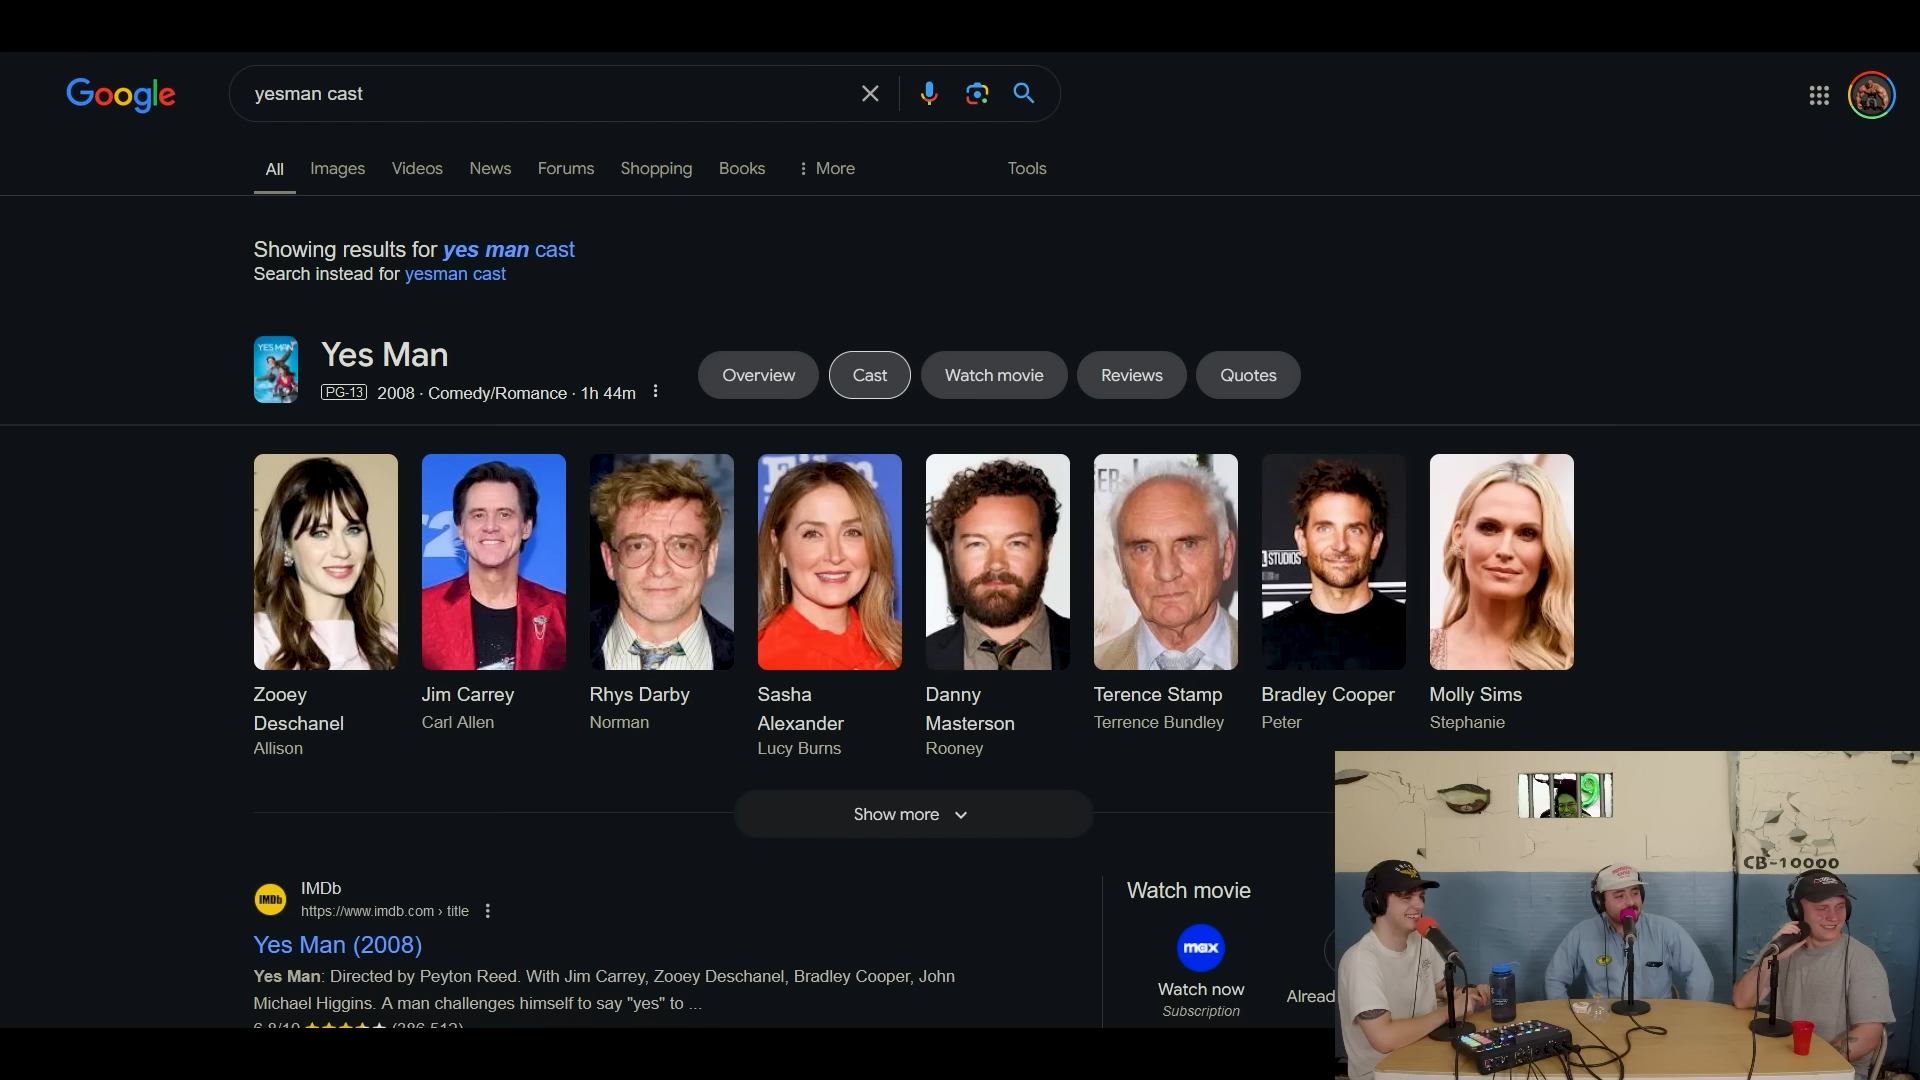 Google
yesman cast
All Images Videos News Forums Shopping Books More Tools
Showing results for yes man cast
Search instead for yesman cast
YES MAN
Yes Man
PG-13 2008 · Comedy/Romance · 1h 44m
Overview Cast Watch movie Reviews Quotes
Zooey Deschanel
Allison
Jim Carrey
Carl Allen
Rhys Darby
Norman
Sasha Alexander
Lucy Burns
Danny Masterson
Rooney
Terence Stamp
Terrence Bundley
Bradley Cooper
Peter
Molly Sims
Stephanie
STUDIOS
Show more
IMDb
IMDb
https://www.imdb.com › title
Yes Man (2008)
Yes Man: Directed by Peyton Reed. With Jim Carrey, Zooey Deschanel, Bradley Cooper, John
Michael Higgins. A man challenges himself to say "yes" to ...
Watch movie
max
Watch now
Subscription
Alread
CB-10000